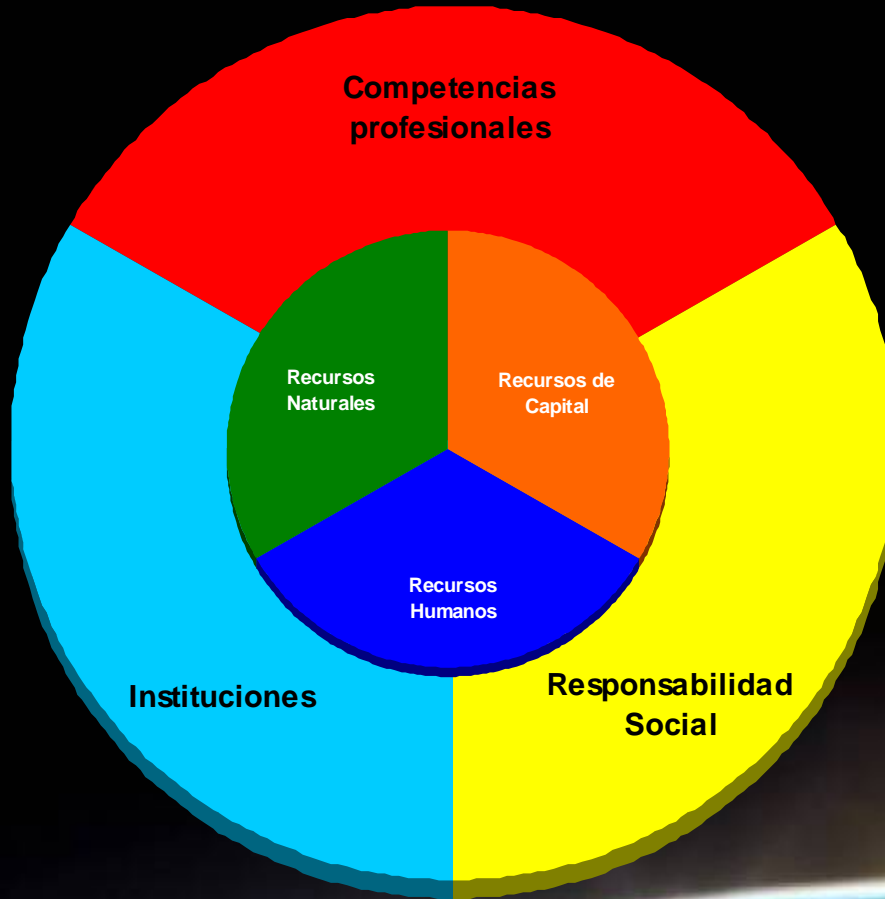 Competencias
profesionales
Recursos
Naturales
Recursos de
Capital
Recursos
Humanos
Instituciones
Responsabilidad
Social